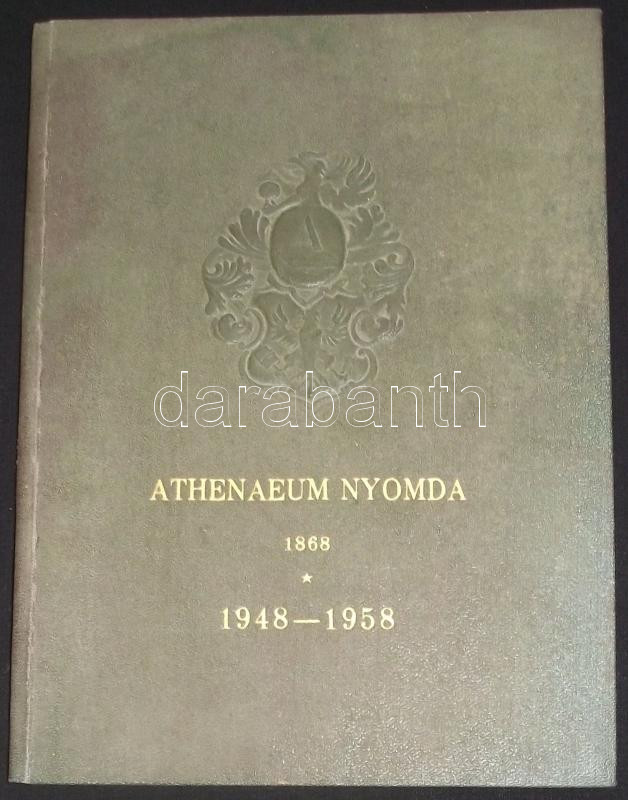 darabanth
ATHENAEUM NYOMDA
1868
★
1948—1958